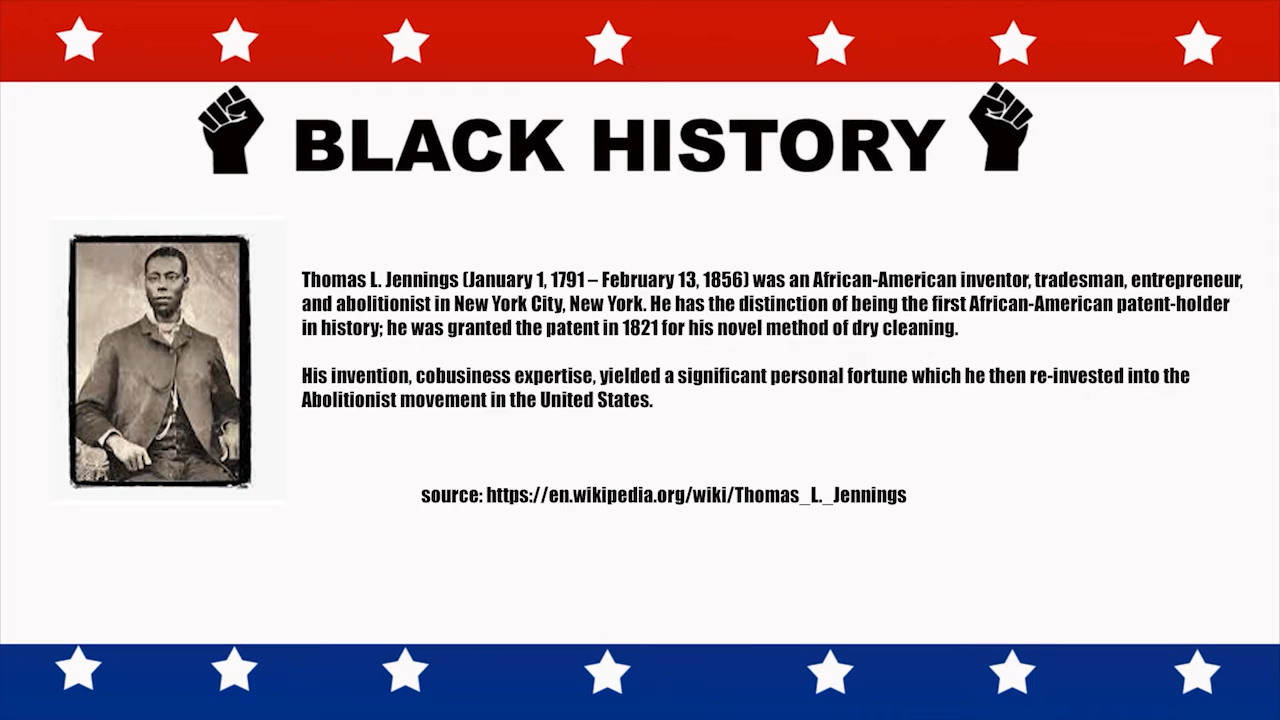 BLACK HISTORY
Thomas L. Jennings (January 1, 1791 – February 13, 1856) was an African-American inventor, tradesman, entrepreneur,
and abolitionist in New York City, New York. He has the distinction of being the first African-American patent-holder
in history; he was granted the patent in 1821 for his novel method of dry cleaning.
His invention, cobusiness expertise, yielded a significant personal fortune which he then re-invested into the
Abolitionist movement in the United States.
source: https://en.wikipedia.org/wiki/Thomas_L._Jennings